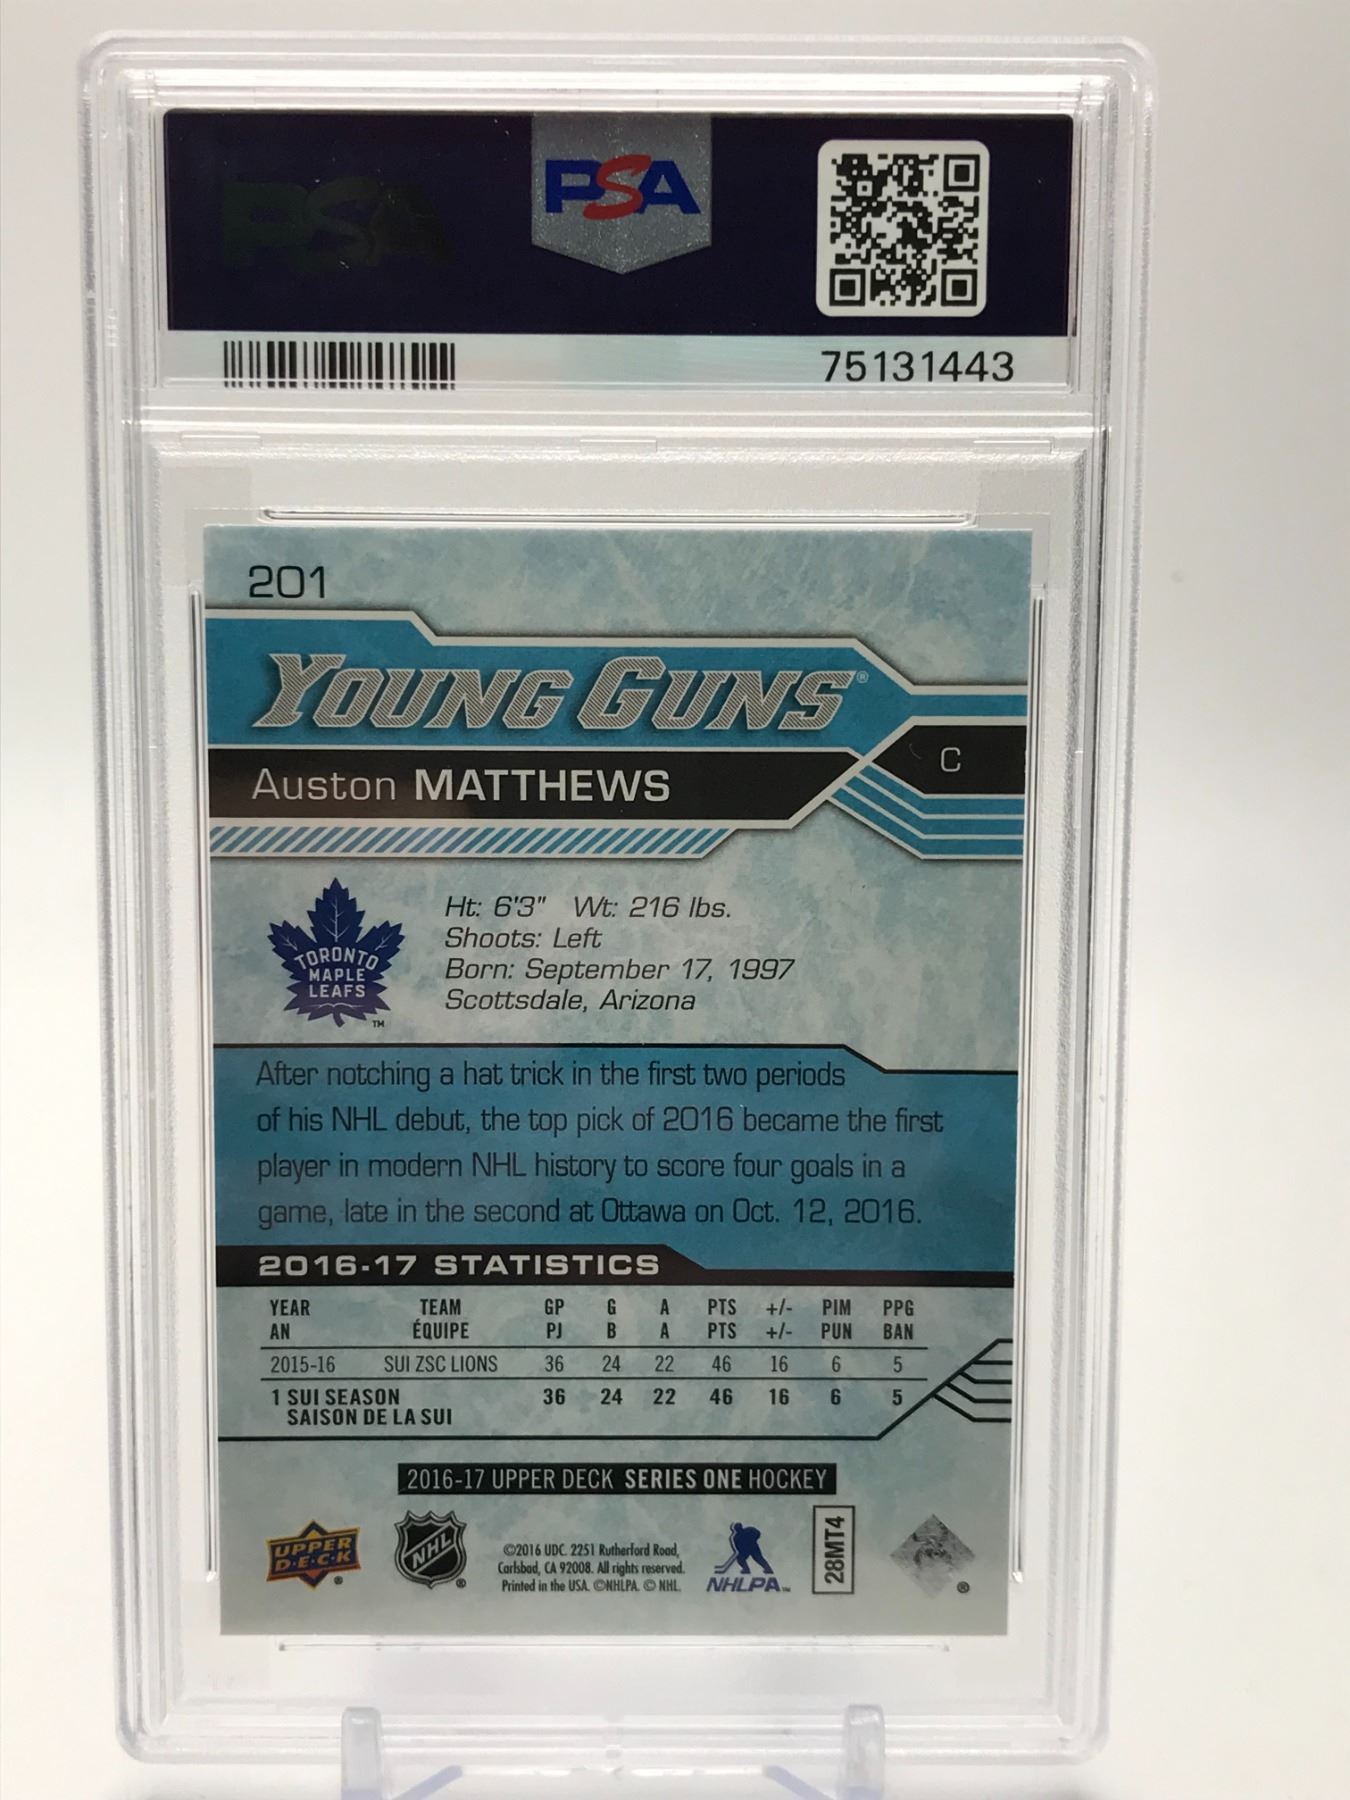 PSA
PSA
75131443
201
YOUNG GUNS®
C
Auston MATTHEWS
TORONTO
MAPLE
LEAFS
TM
Ht: 6'3" Wt: 216 lbs.
Shoots: Left
Born: September 17, 1997
Scottsdale, Arizona
After notching a hat trick in the first two periods
of his NHL debut, the top pick of 2016 became the first
player in modern NHL history to score four goals in a
game, late in the second at Ottawa on Oct. 12, 2016.
2016-17 STATISTICS
YEAR TEAM GP G A PTS +/- PIM PPG
AN ÉQUIPE PJ B A PTS +/- PUN BAN
2015-16 SUI ZSC LIONS 36 24 22 46 16 6 5
1 SUI SEASON 36 24 22 46 16 6 5
SAISON DE LA SUI
2016-17 UPPER DECK SERIES ONE HOCKEY
UPPER
D·E·C·K
®
NHL
®
©2016 UDC. 2251 Rutherford Road,
Carlsbad, CA 92008. All rights reserved.
Printed in the USA. ©NHLPA. © NHL.
NHLPA™
28MT4
®